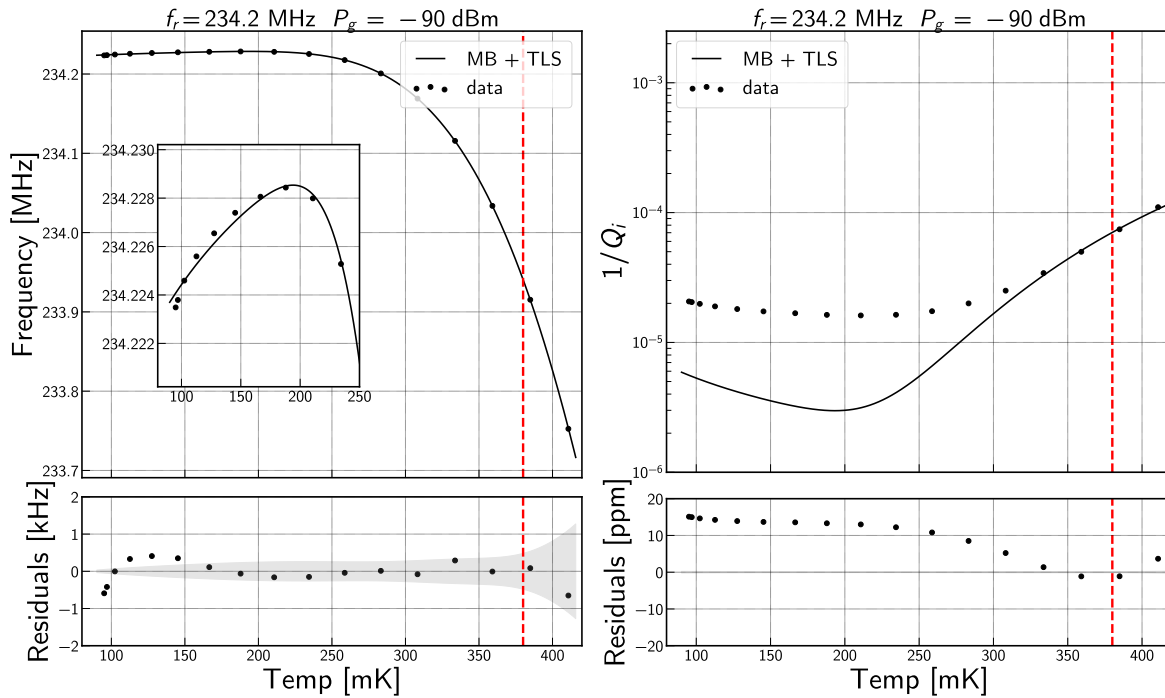 f_r = 234.2 MHz P_g = −90 dBm
MB + TLS
data
Frequency [MHz]
234.2
234.1
234.0
233.9
233.8
233.7
234.230
234.228
234.226
234.224
234.222
100 150 200 250
Residuals [kHz]
2
1
0
−1
−2
100 150 200 250 300 350 400
Temp [mK]
f_r = 234.2 MHz P_g = −90 dBm
MB + TLS
data
1/Q_i
10⁻³
10⁻⁴
10⁻⁵
10⁻⁶
Residuals [ppm]
20
10
0
−10
−20
100 150 200 250 300 350 400
Temp [mK]